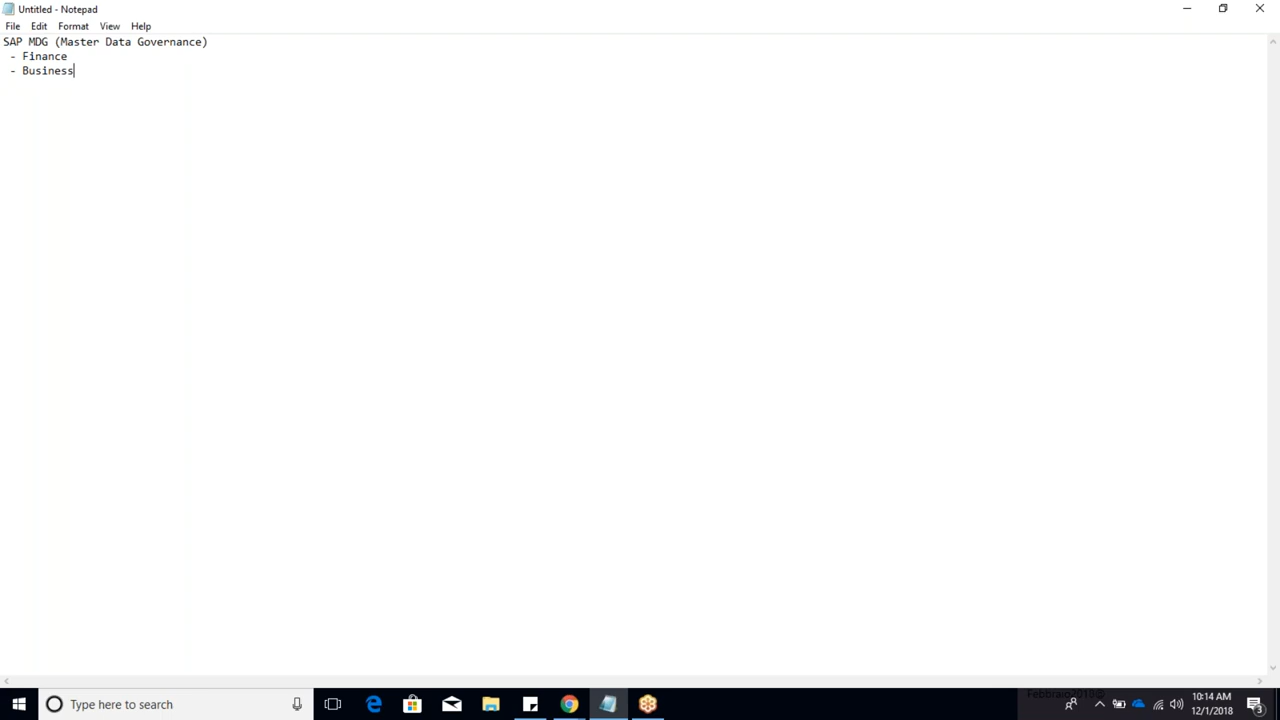 Untitled - Notepad
File Edit Format View Help
SAP MDG (Master Data Governance)
- Finance
- Business
Type here to search
10:14 AM
12/1/2018
3